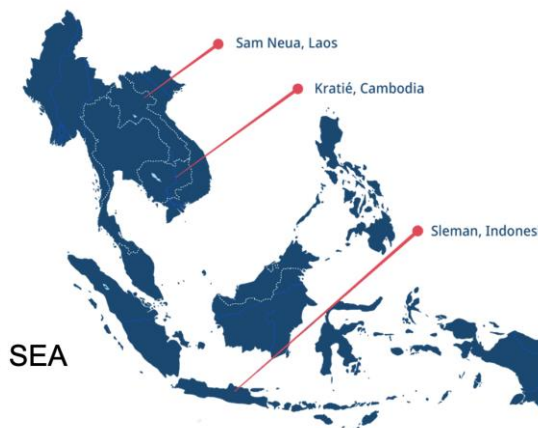 Sam Neua, Laos
Kratié, Cambodia
Sleman, Indones
SEA